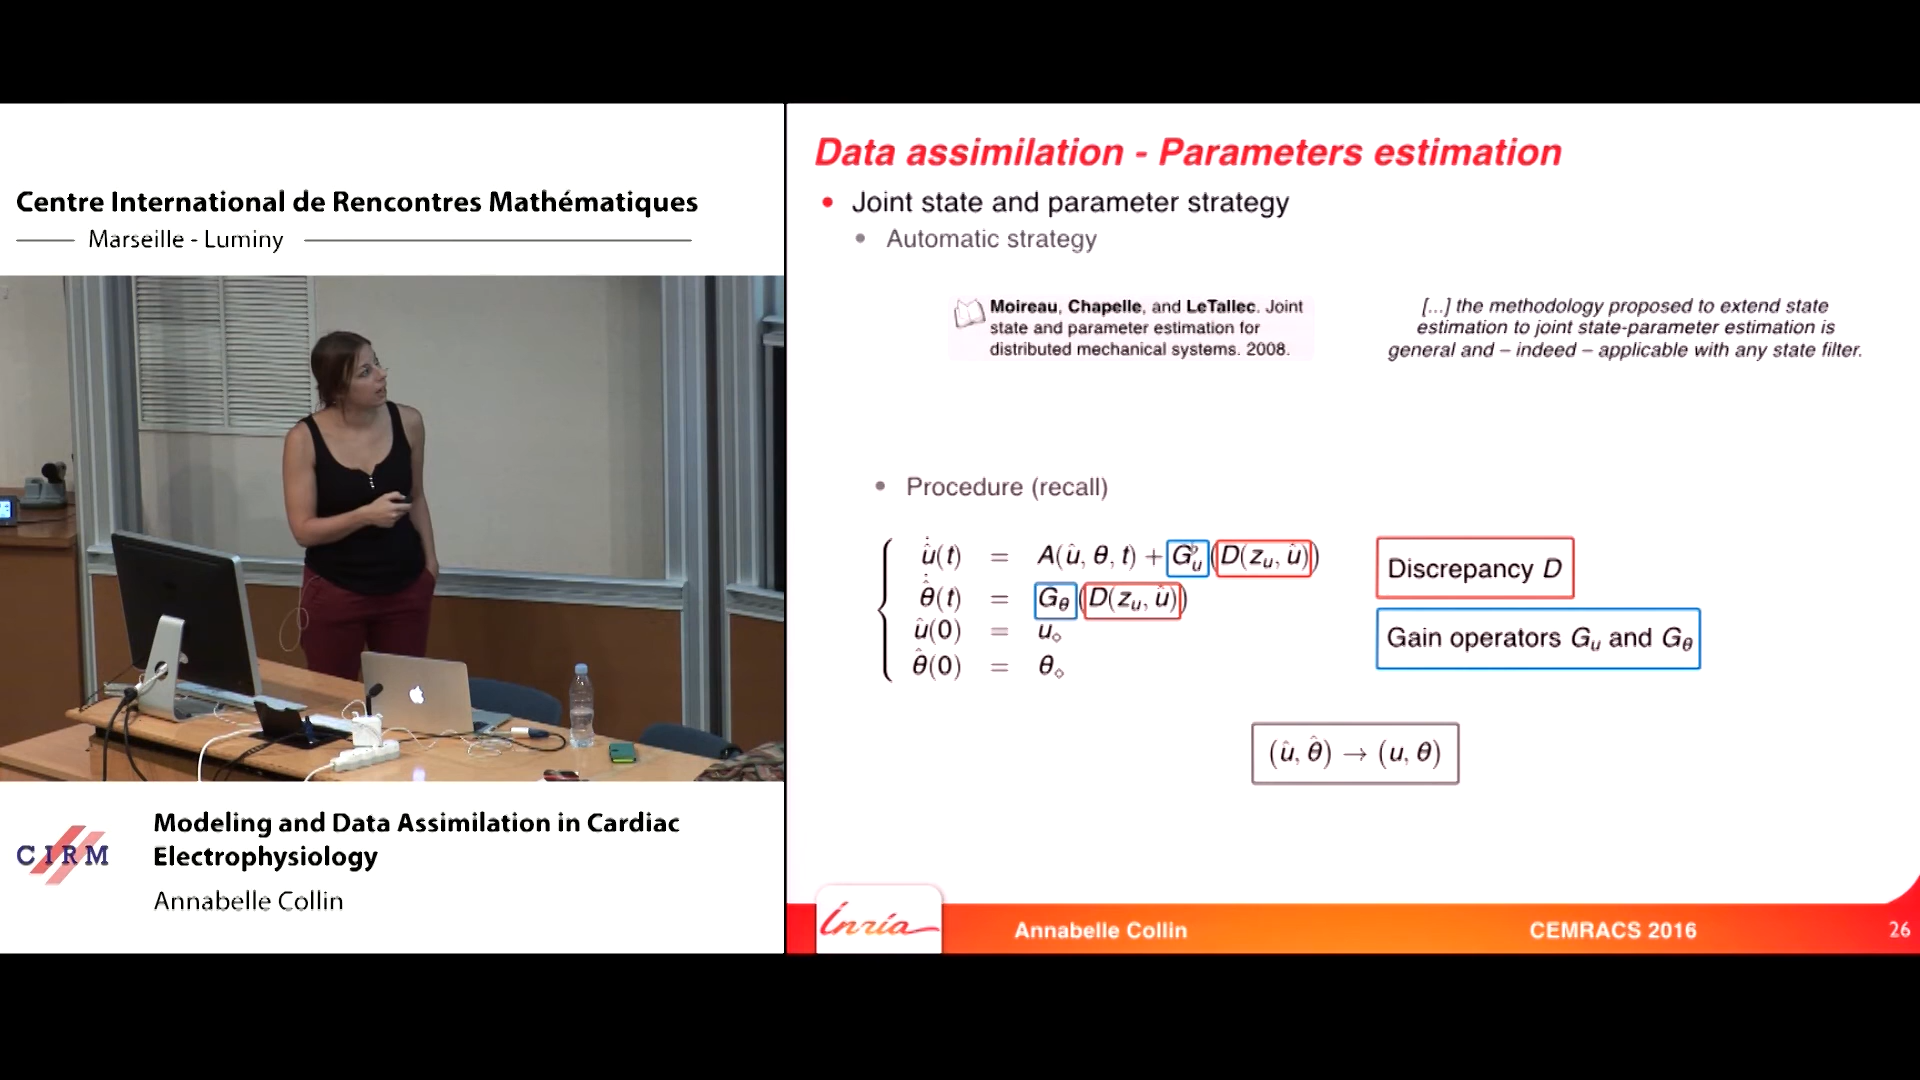 Centre International de Rencontres Mathématiques
Marseille - Luminy
Modeling and Data Assimilation in Cardiac
Electrophysiology
Annabelle Collin
CIRM
Data assimilation - Parameters estimation
• Joint state and parameter strategy
• Automatic strategy
Moireau, Chapelle, and LeTallec. Joint
state and parameter estimation for
distributed mechanical systems. 2008.
[...] the methodology proposed to extend state
estimation to joint state-parameter estimation is
general and – indeed – applicable with any state filter.
• Procedure (recall)
û̇(t) = A(û, θ, t) + G_u(D(z_u, û))
θ̂̇(t) = G_θ(D(z_u, û))
û(0) = u_⋄
θ̂(0) = θ_⋄
Discrepancy D
Gain operators G_u and G_θ
(û, θ̂) → (u, θ)
Inria
Annabelle Collin
CEMRACS 2016
26